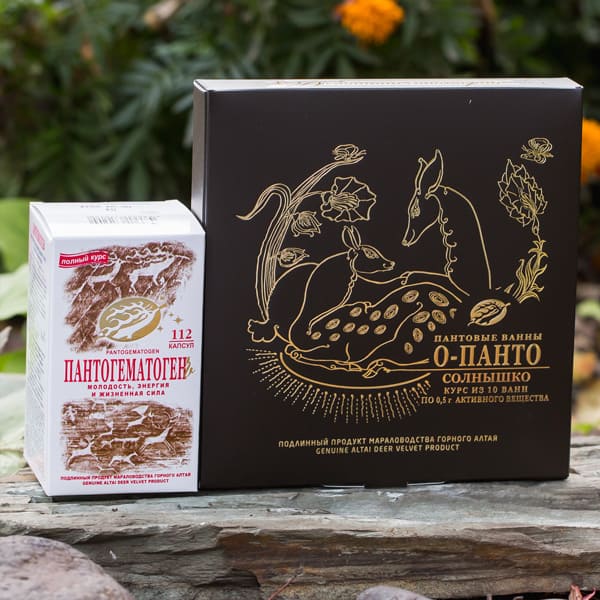 полный курс
112
КАПСУЛ
PANTOGEMATOGEN
ПАНТОГЕМАТОГЕН
МОЛОДОСТЬ, ЭНЕРГИЯ
И ЖИЗНЕННАЯ СИЛА
ПОДЛИННЫЙ ПРОДУКТ МАРАЛОВОДСТВА ГОРНОГО АЛТАЯ
GENUINE ALTAI DEER VELVET PRODUCT
ПАНТОВЫЕ ВАННЫ
О-ПАНТО
СОЛНЫШКО
КУРС ИЗ 10 ВАНН
ПО 0,5 г АКТИВНОГО ВЕЩЕСТВА
ПОДЛИННЫЙ ПРОДУКТ МАРАЛОВОДСТВА ГОРНОГО АЛТАЯ
GENUINE ALTAI DEER VELVET PRODUCT